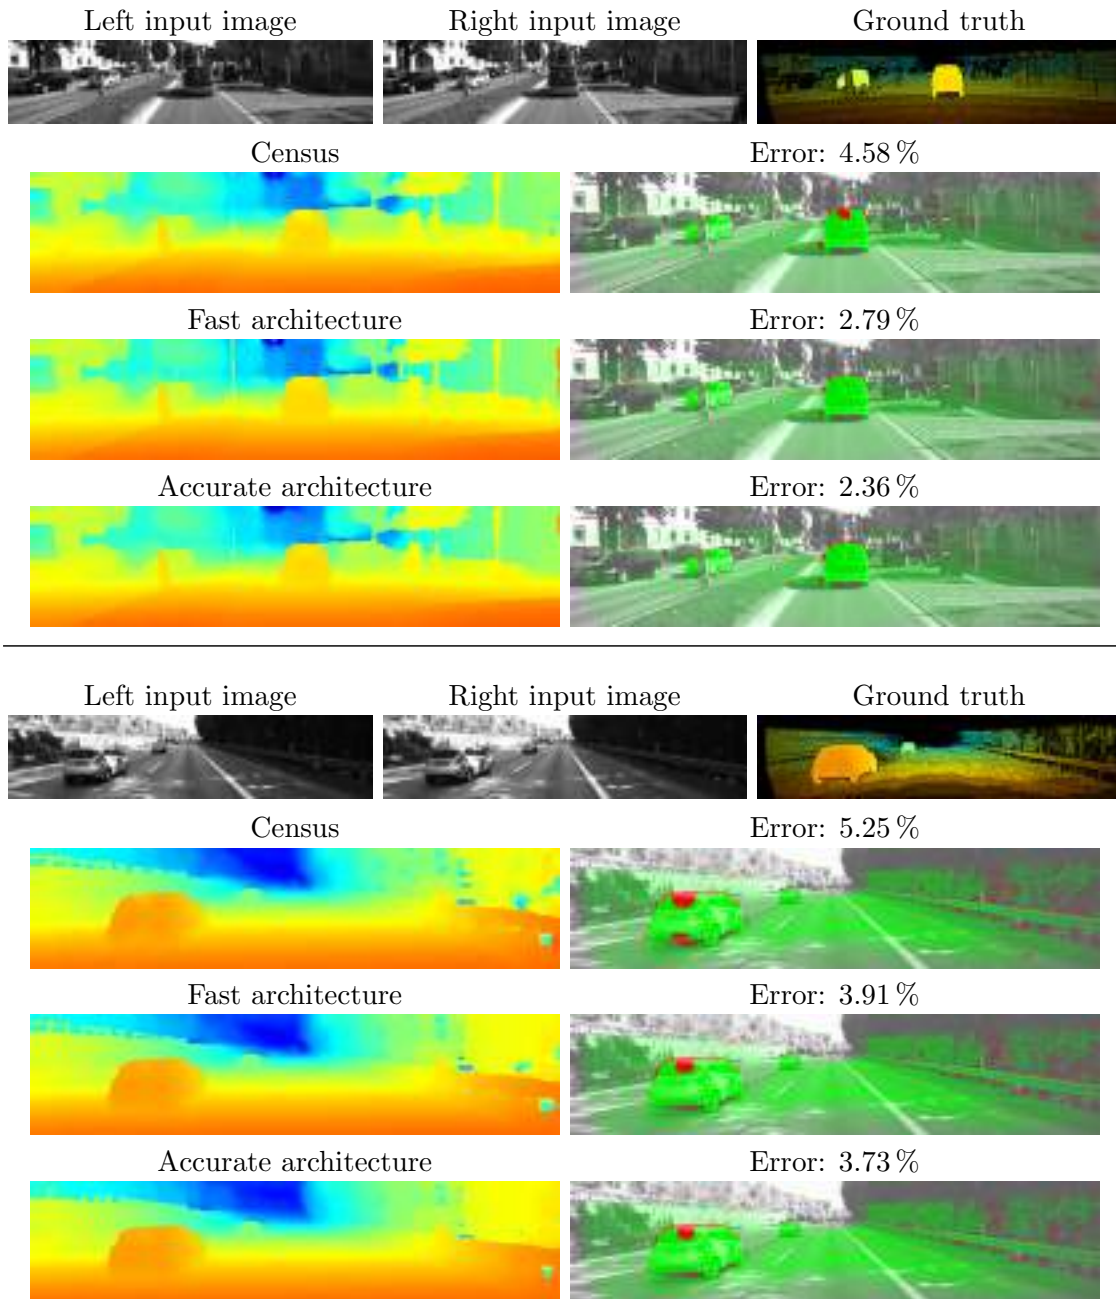 Left input image Right input image Ground truth
Census Error: 4.58 %
Fast architecture Error: 2.79 %
Accurate architecture Error: 2.36 %
Left input image Right input image Ground truth
Census Error: 5.25 %
Fast architecture Error: 3.91 %
Accurate architecture Error: 3.73 %